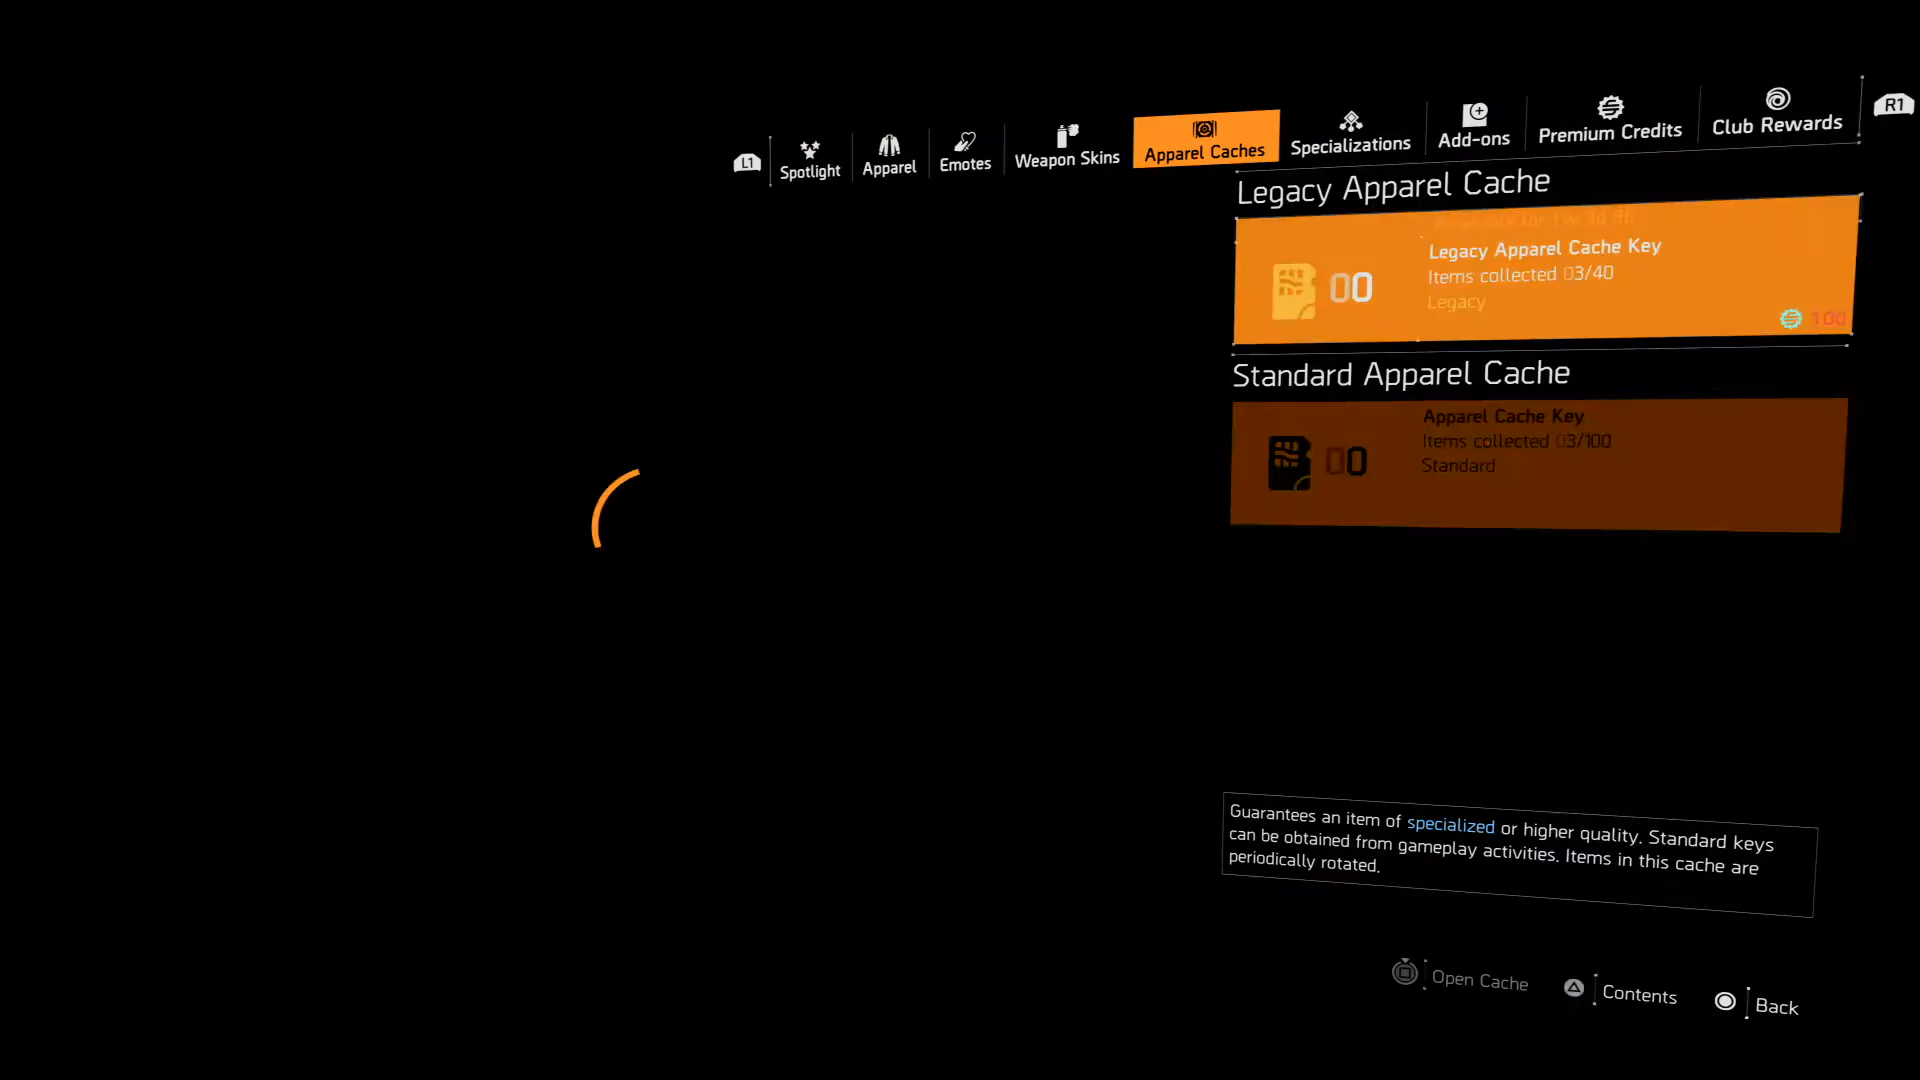 L1
Spotlight
Apparel
Emotes
Weapon Skins
Apparel Caches
Specializations
Add-ons
Premium Credits
Club Rewards
R1
Legacy Apparel Cache
Legacy Apparel Cache Key
00
Items collected 03/40
Legacy
100
Standard Apparel Cache
Apparel Cache Key
00
Items collected 03/100
Standard
Guarantees an item of specialized or higher quality. Standard keys
can be obtained from gameplay activities. Items in this cache are
periodically rotated.
Open Cache
Contents
Back